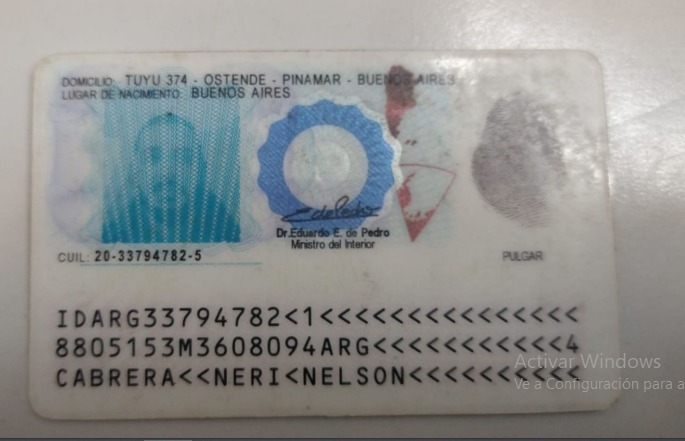 DOMICILIO: TUYU 374 - OSTENDE - PINAMAR - BUENOS AIRES
LUGAR DE NACIMIENTO: BUENOS AIRES
Dr.Eduardo E. de Pedro
Ministro del Interior
CUIL: 20-33794782-5
PULGAR
IDARG33794782<1<<<<<<<<<<<<<<<
8805153M3608094ARG<<<<<<<<<<<4
CABRERA<<NERI<NELSON<<<<<<<<<<
Activar Windows
Ve a Configuración para a